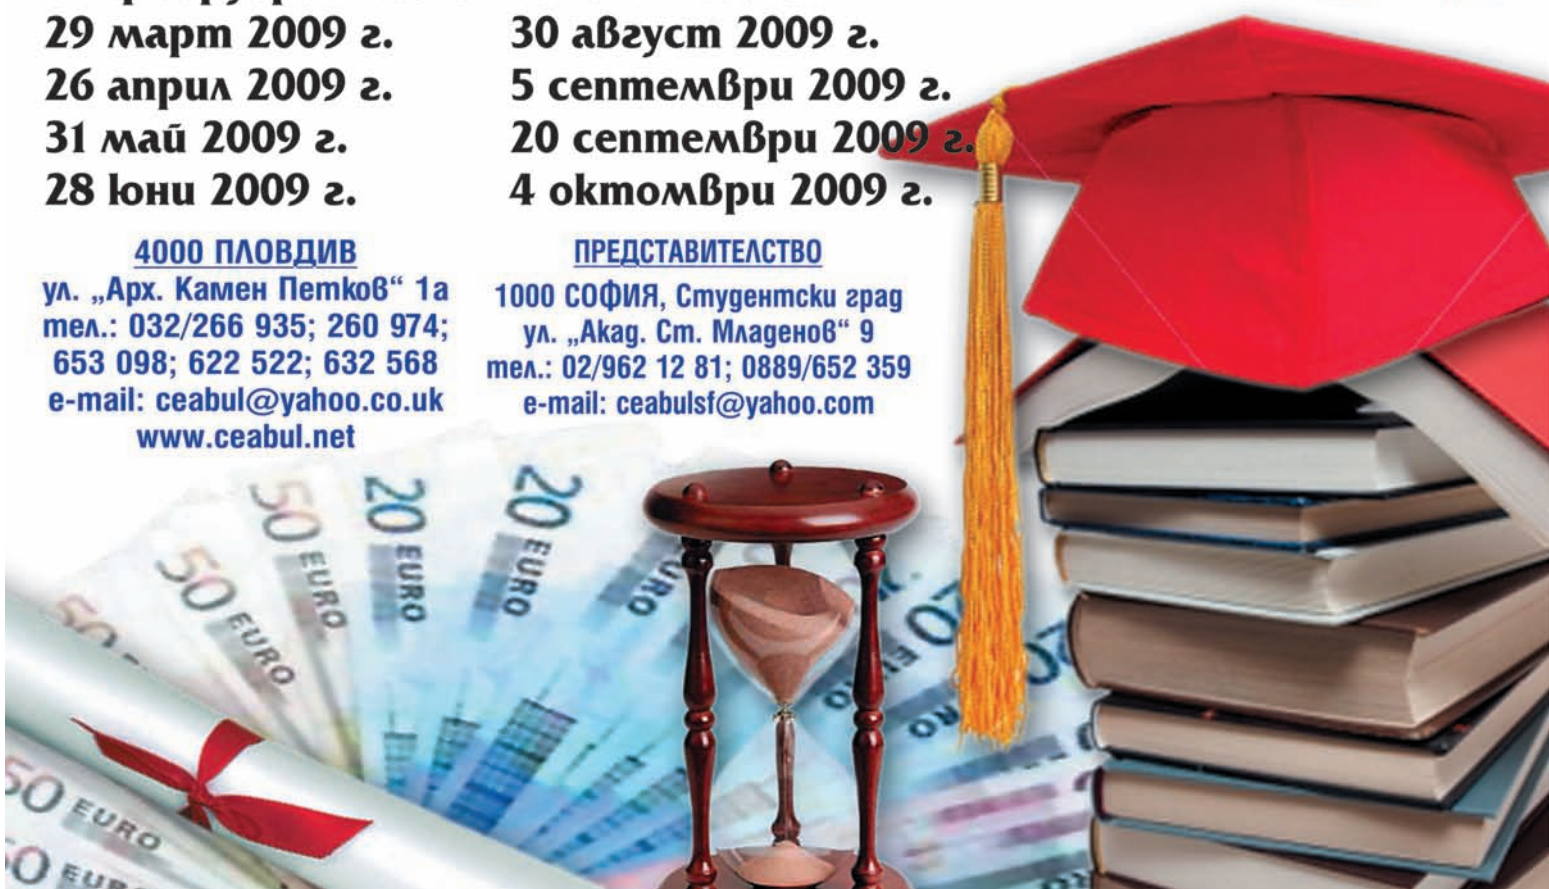 29 март 2009 г.
26 април 2009 г.
31 май 2009 г.
28 юни 2009 г.
30 август 2009 г.
5 септември 2009 г.
20 септември 2009 г.
4 октомври 2009 г.
4000 ПЛОВДИВ
ул. „Арх. Камен Петков“ 1а
тел.: 032/266 935; 260 974;
653 098; 622 522; 632 568
e-mail: ceabul@yahoo.co.uk
www.ceabul.net
ПРЕДСТАВИТЕЛСТВО
1000 СОФИЯ, Студентски град
ул. „Акад. Ст. Младенов“ 9
тел.: 02/962 12 81; 0889/652 359
e-mail: ceabulsf@yahoo.com
50 EURO
50 EURO
20 EURO
20 EURO
EURO
20 EURO
50
50 EURO